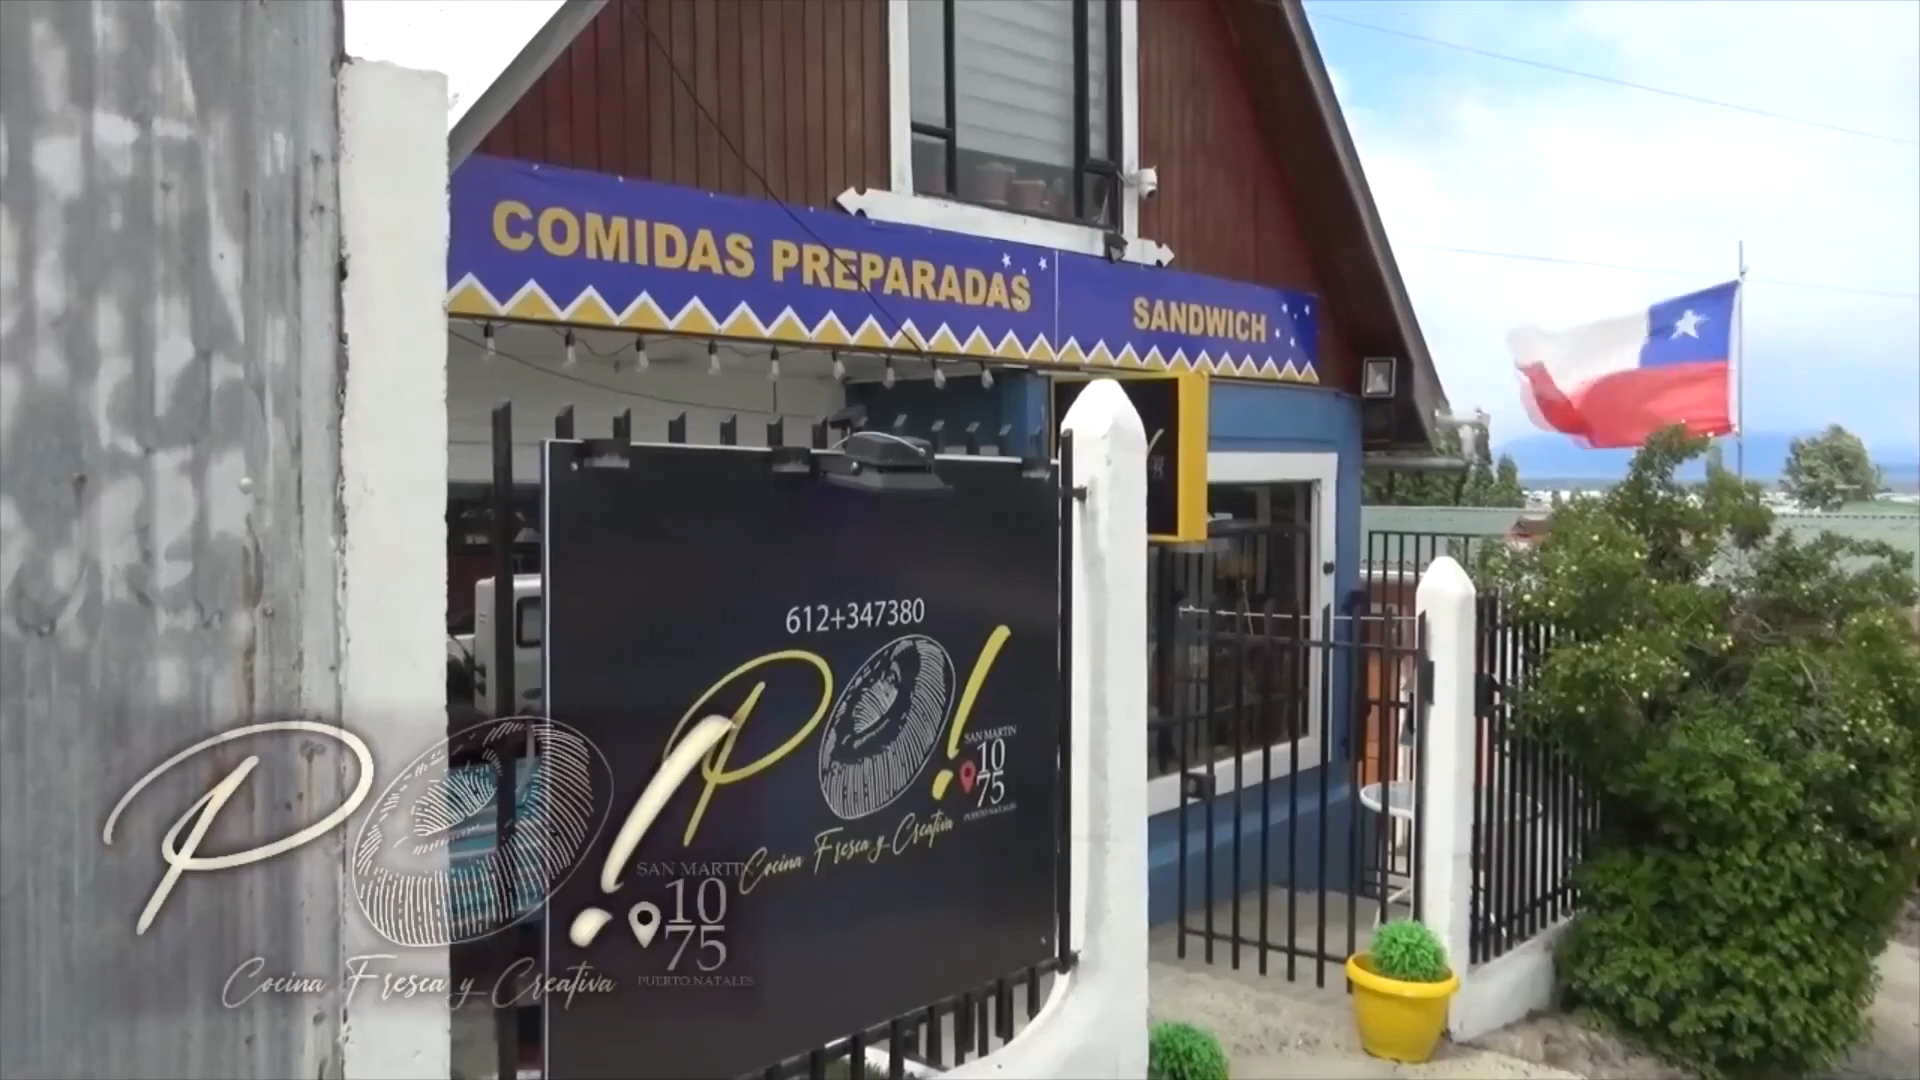 COMIDAS PREPARADAS
SANDWICH
612+347380
PO!
SAN MARTIN
10
75
PUERTO NATALES
Cocina Fresca y Creativa
PO!
SAN MARTIN
10
75
PUERTO NATALES
Cocina Fresca y Creativa